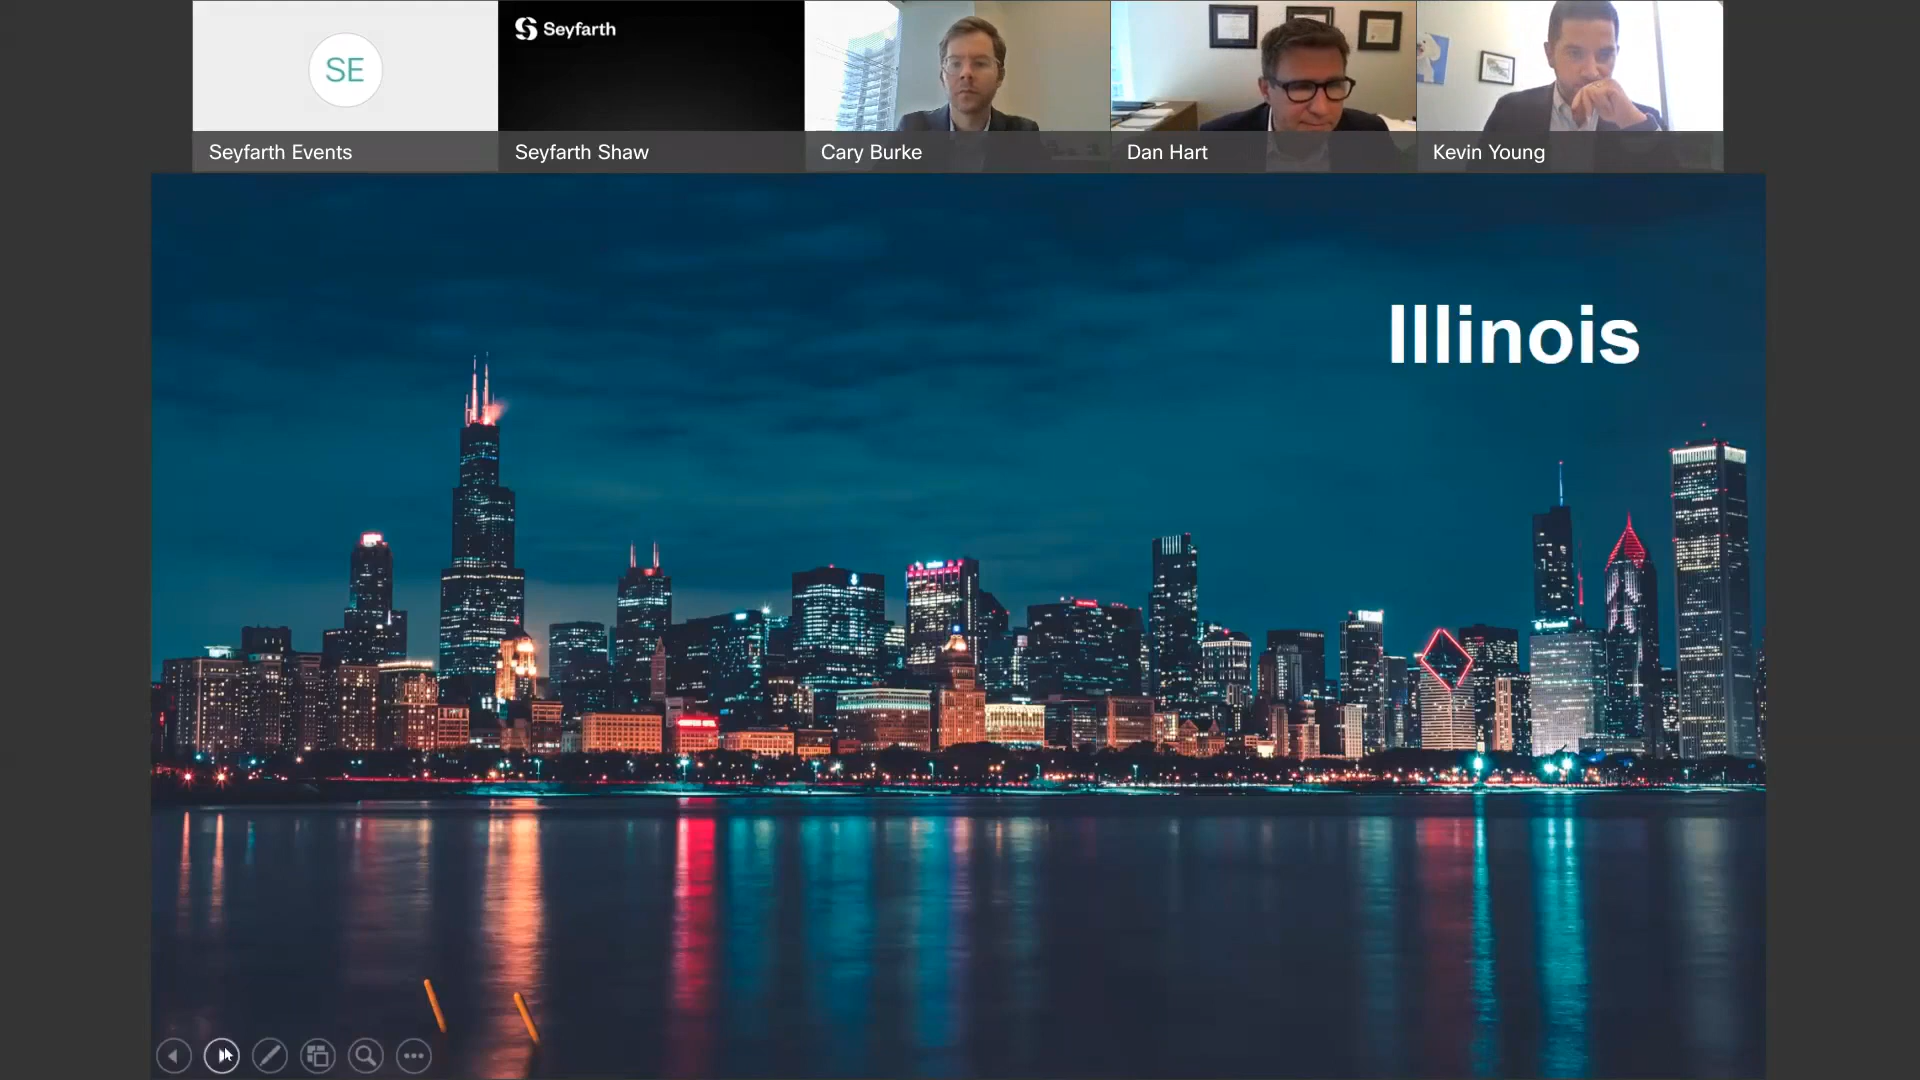 SE
Seyfarth
Seyfarth Events
Seyfarth Shaw
Cary Burke
Dan Hart
Kevin Young
Illinois